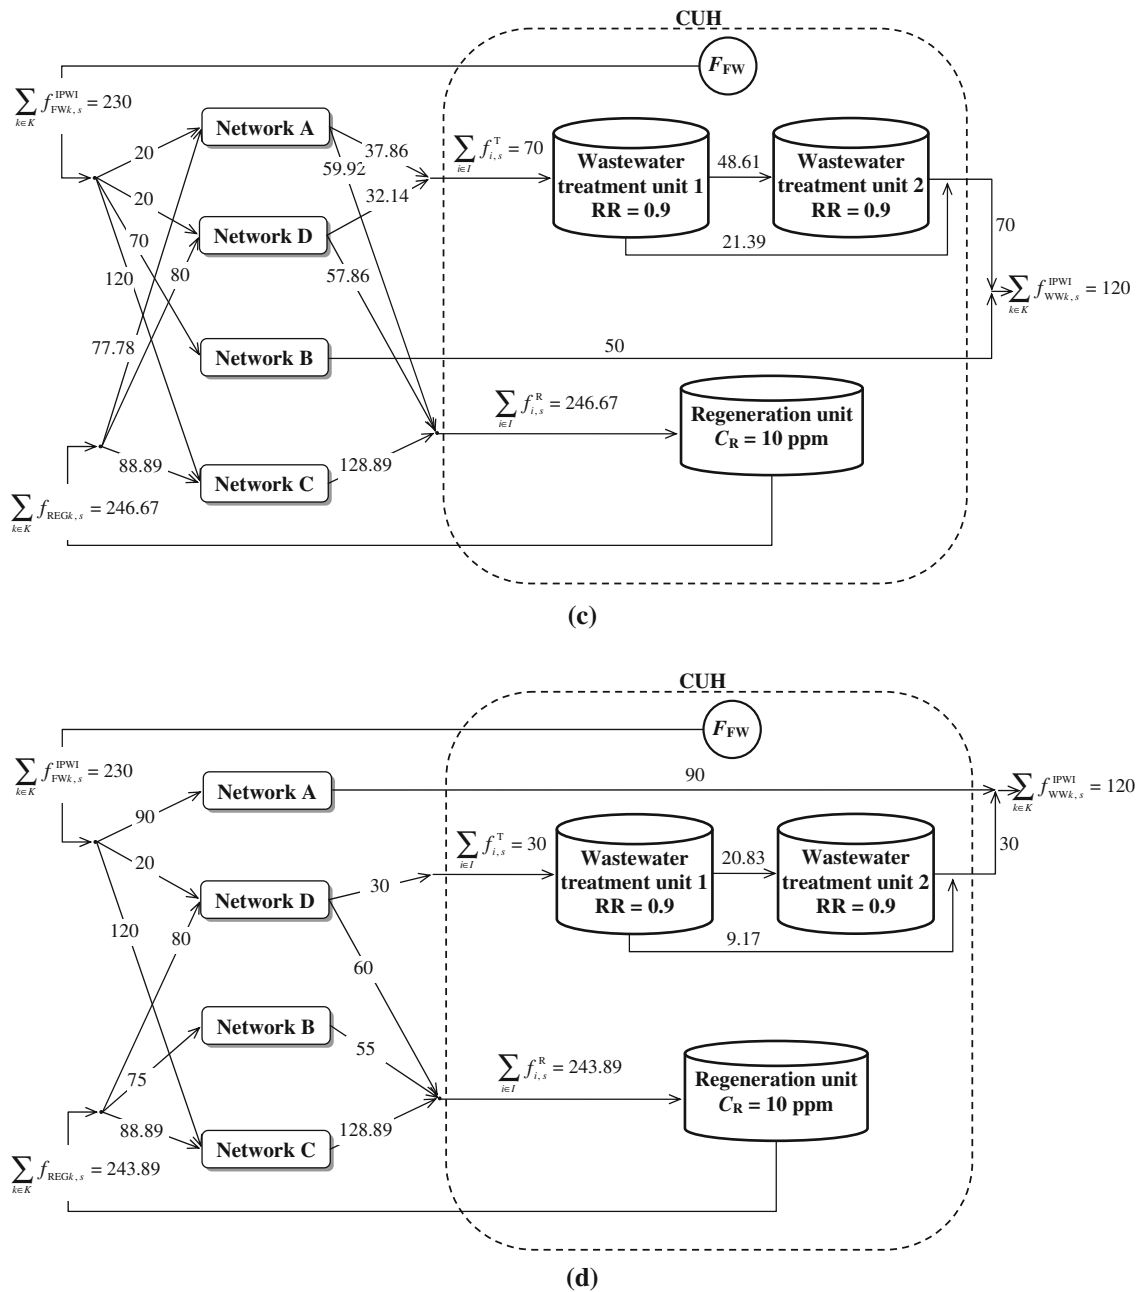 CUH
F_FW
∑_{k∈K} f^{IPWI}_{FWk,s} = 230
Network A
20
37.86
59.92
∑_{i∈I} f^T_{i,s} = 70
Wastewater
treatment unit 1
RR = 0.9
48.61
Wastewater
treatment unit 2
RR = 0.9
20
32.14
Network D
70
21.39
70
120
80
57.86
∑_{k∈K} f^{IPWI}_{WWk,s} = 120
77.78
Network B
50
∑_{i∈I} f^R_{i,s} = 246.67
Regeneration unit
C_R = 10 ppm
88.89
Network C
128.89
∑_{k∈K} f_{REGk,s} = 246.67
(c)
CUH
F_FW
∑_{k∈K} f^{IPWI}_{FWk,s} = 230
Network A
90
∑_{k∈K} f^{IPWI}_{WWk,s} = 120
90
∑_{i∈I} f^T_{i,s} = 30
Wastewater
treatment unit 1
RR = 0.9
20.83
Wastewater
treatment unit 2
RR = 0.9
30
20
Network D
30
120
80
9.17
60
Network B
55
75
∑_{i∈I} f^R_{i,s} = 243.89
Regeneration unit
C_R = 10 ppm
88.89
Network C
128.89
∑_{k∈K} f_{REGk,s} = 243.89
(d)